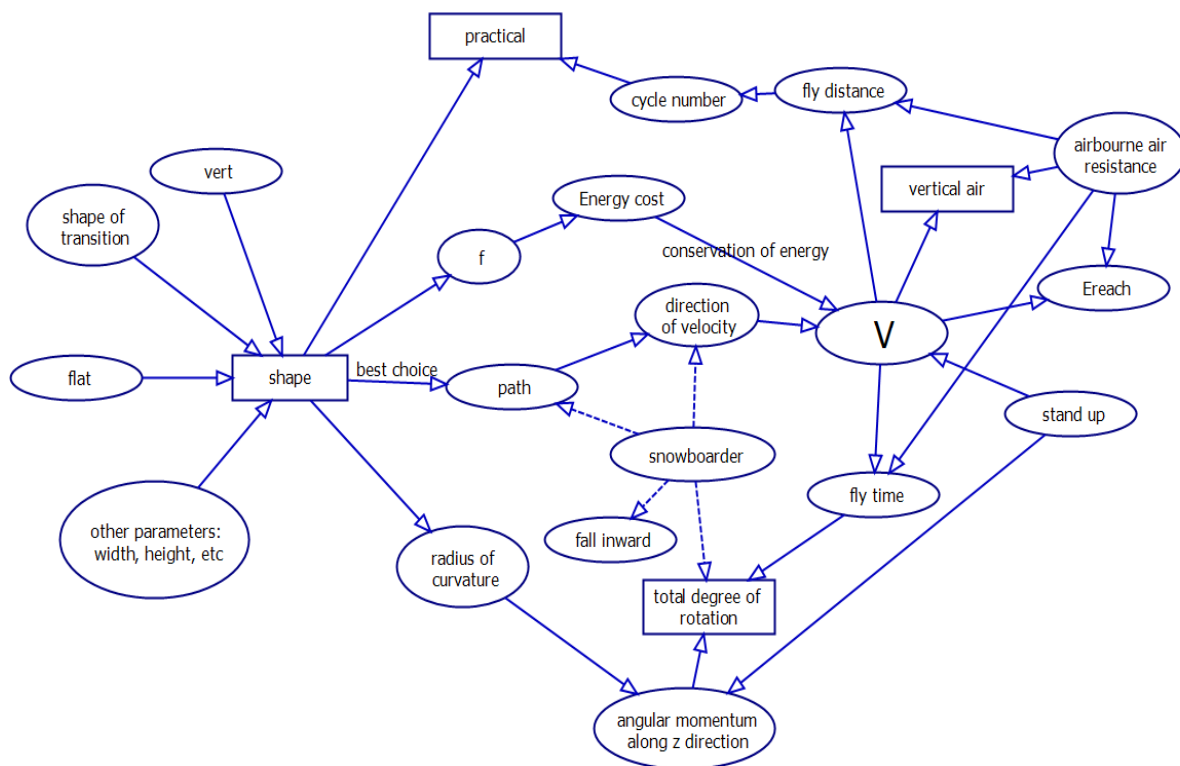 practical
cycle number
fly distance
airbourne air
resistance
vert
vertical air
shape of
transition
Energy cost
f
conservation of energy
Ereach
direction
of velocity
V
flat
shape
best choice
path
stand up
snowboarder
fly time
other parameters:
width, height, etc
fall inward
radius of
curvature
total degree of
rotation
angular momentum
along z direction